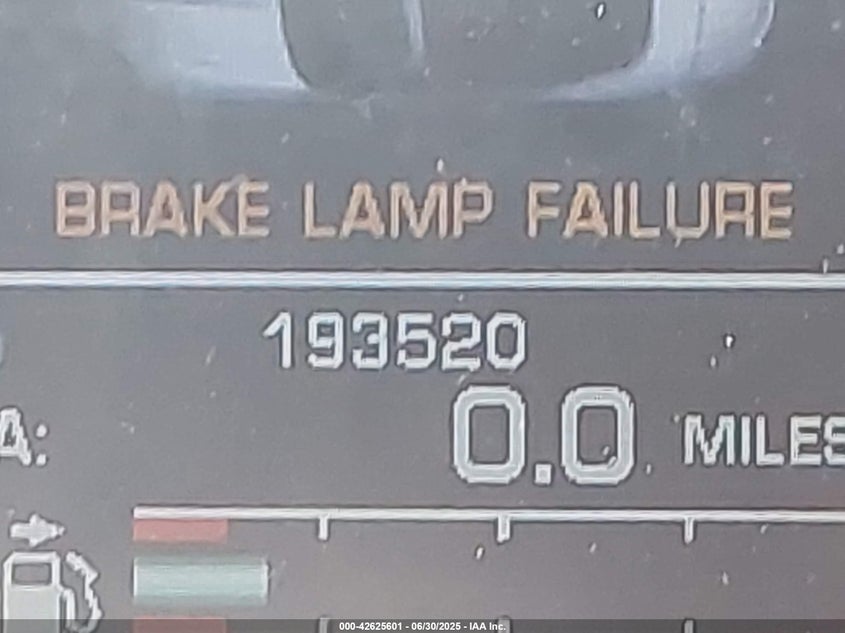 BRAKE LAMP FAILURE
193520
A:
0.0 MILES
000-42625601 - 06/30/2025 - IAA Inc.